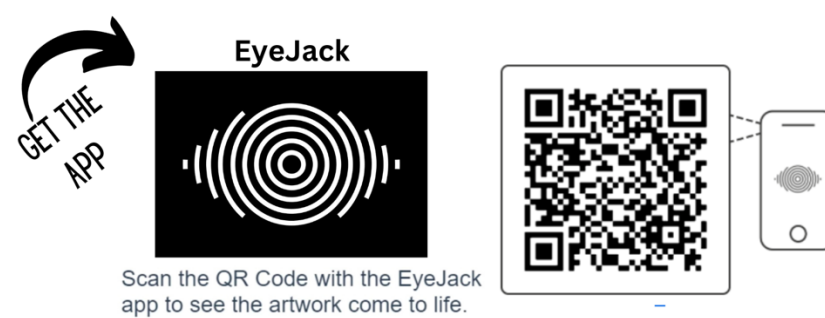 GET THE
APP
EyeJack
Scan the QR Code with the EyeJack
app to see the artwork come to life.